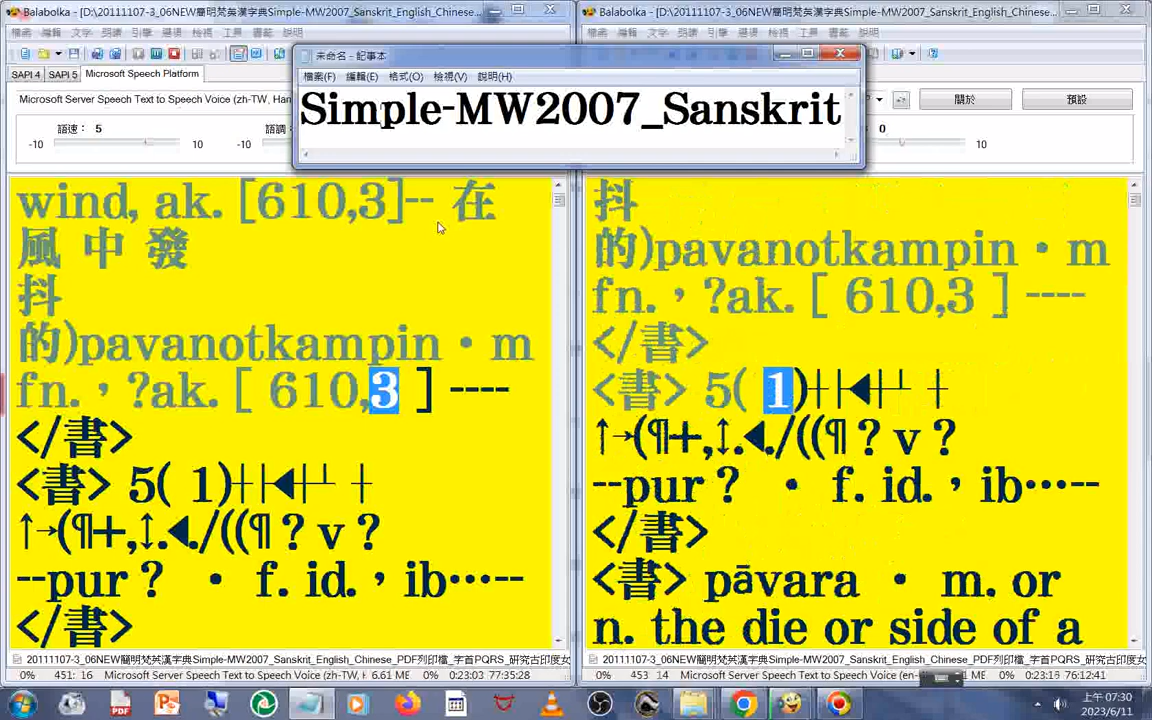 Balabolka - [D:\20111107-3_06NEW簡明梵英漢字典Simple-MW2007_Sanskrit_English_Chinese...
Balabolka - [D:\20111107-3_06NEW簡明梵英漢字典Simple-MW2007_Sanskrit_English_Chinese...
未命名 - 記事本
檔案(F) 編輯(E) 格式(O) 檢視(V) 說明(H)
Simple-MW2007_Sanskrit
SAPI 4 SAPI 5 Microsoft Speech Platform
Microsoft Server Speech Text to Speech Voice (zh-TW, Han
關於 預設
語速： 5 語調：
-10 10 -10
0
10
wind, ak. [610,3]-- 在
風 中 發
抖
的)pavanotkampin・m
fn.，?ak. [ 610,3 ] ----
</書>
<書> 5( 1)┼├◀├┴ ┼
↑→(¶+,↕.◀./((¶ ? v ?
--pur ? ・ f. id.，ib…--
</書>
抖
的)pavanotkampin・m
fn.，?ak. [ 610,3 ] ----
</書>
<書> 5( 1)┼├◀├┴ ┼
↑→(¶+,↕.◀./((¶ ? v ?
--pur ? ・ f. id.，ib…--
</書>
<書> pāvara ・ m. or
n. the die or side of a
20111107-3_06NEW簡明梵英漢字典Simple-MW2007_Sanskrit_English_Chinese_PDF列印檔_字首PQRS_研究古印度女
20111107-3_06NEW簡明梵英漢字典Simple-MW2007_Sanskrit_English_Chinese_PDF列印檔_字首PQRS_研究古印度女
0% 451: 16 Microsoft Server Speech Text to Speech Voice (zh-TW, 6.61 MB 0% 0:23:03 77:35:28
0% 453 14 Microsoft Server Speech Text to Speech Voice 0% 0:23:19 76:12:41
上午 07:30
2023/6/11